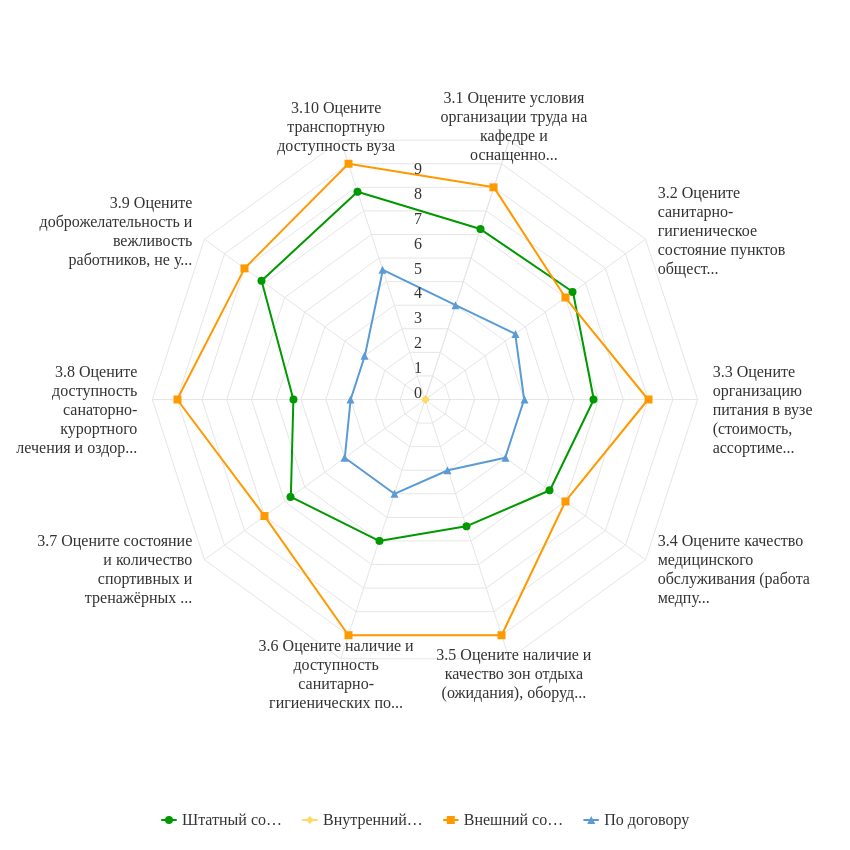 3.10 Оцените
транспортную
доступность вуза
3.1 Оцените условия
организации труда на
кафедре и
оснащенно...
3.2 Оцените
санитарно-
гигиеническое
состояние пунктов
общест...
3.3 Оцените
организацию
питания в вузе
(стоимость,
ассортиме...
3.4 Оцените качество
медицинского
обслуживания (работа
медпу...
3.5 Оцените наличие и
качество зон отдыха
(ожидания), оборуд...
3.6 Оцените наличие и
доступность
санитарно-
гигиенических по...
3.7 Оцените состояние
и количество
спортивных и
тренажёрных ...
3.8 Оцените
доступность
санаторно-
курортного
лечения и оздор...
3.9 Оцените
доброжелательность и
вежливость
работников, не у...
9
8
7
6
5
4
3
2
1
0
Штатный со…
Внутренний…
Внешний со…
По договору